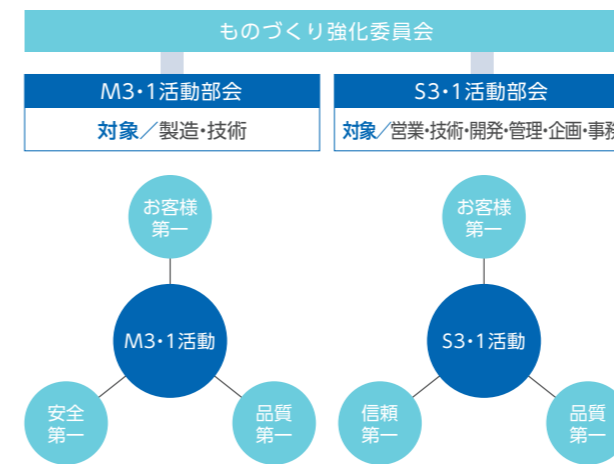 ものづくり強化委員会
M3・1活動部会
対象／製造・技術
S3・1活動部会
対象／営業・技術・開発・管理・企画・事務
お客様
第一
M3・1活動
安全
第一
品質
第一
お客様
第一
S3・1活動
信頼
第一
品質
第一